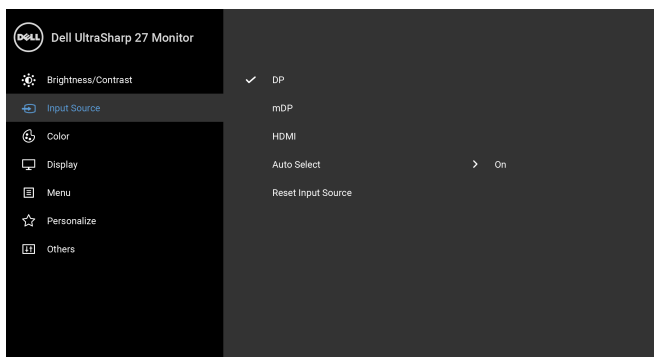 DELL Dell UltraSharp 27 Monitor
Brightness/Contrast
Input Source
Color
Display
Menu
Personalize
Others
DP
mDP
HDMI
Auto Select On
Reset Input Source